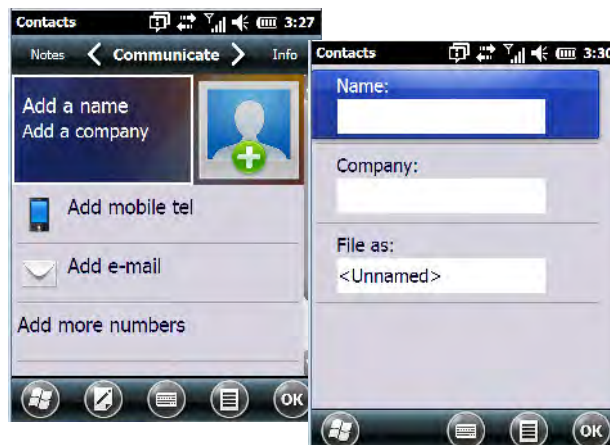 Contacts 3:27
Notes Communicate Info
Add a name
Add a company
Add mobile tel
Add e-mail
Add more numbers
OK
Contacts 3:30
Name:
Company:
File as:
<Unnamed>
OK